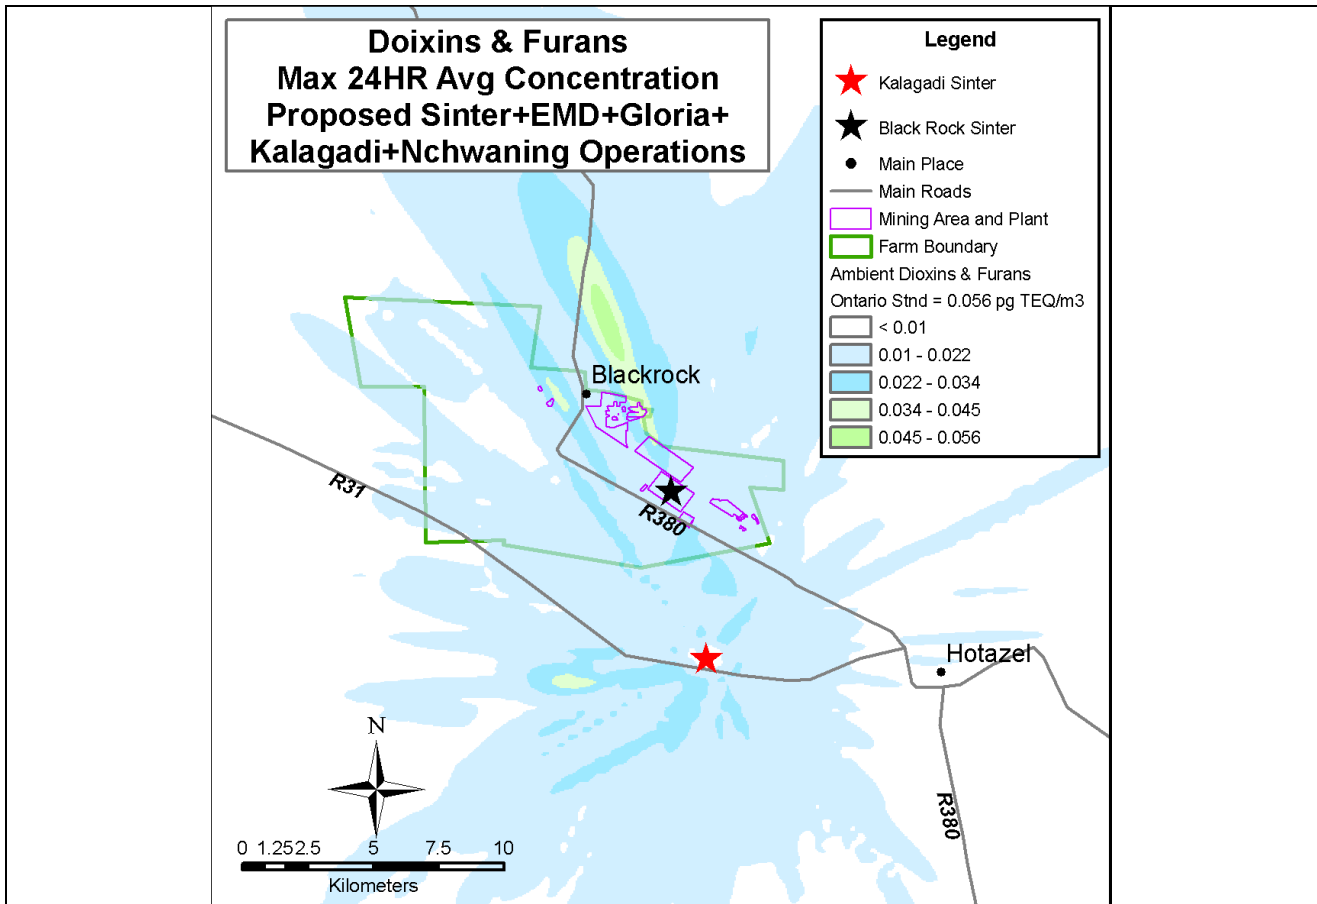 Doixins & Furans
Max 24HR Avg Concentration
Proposed Sinter+EMD+Gloria+
Kalagadi+Nchwaning Operations
Legend
Kalagadi Sinter
Black Rock Sinter
Main Place
Main Roads
Mining Area and Plant
Farm Boundary
Ambient Dioxins & Furans
Ontario Stnd = 0.056 pg TEQ/m3
< 0.01
0.01 - 0.022
0.022 - 0.034
0.034 - 0.045
0.045 - 0.056
Blackrock
R31
R380
Hotazel
R380
N
0 1.25 2.5 5 7.5 10
Kilometers